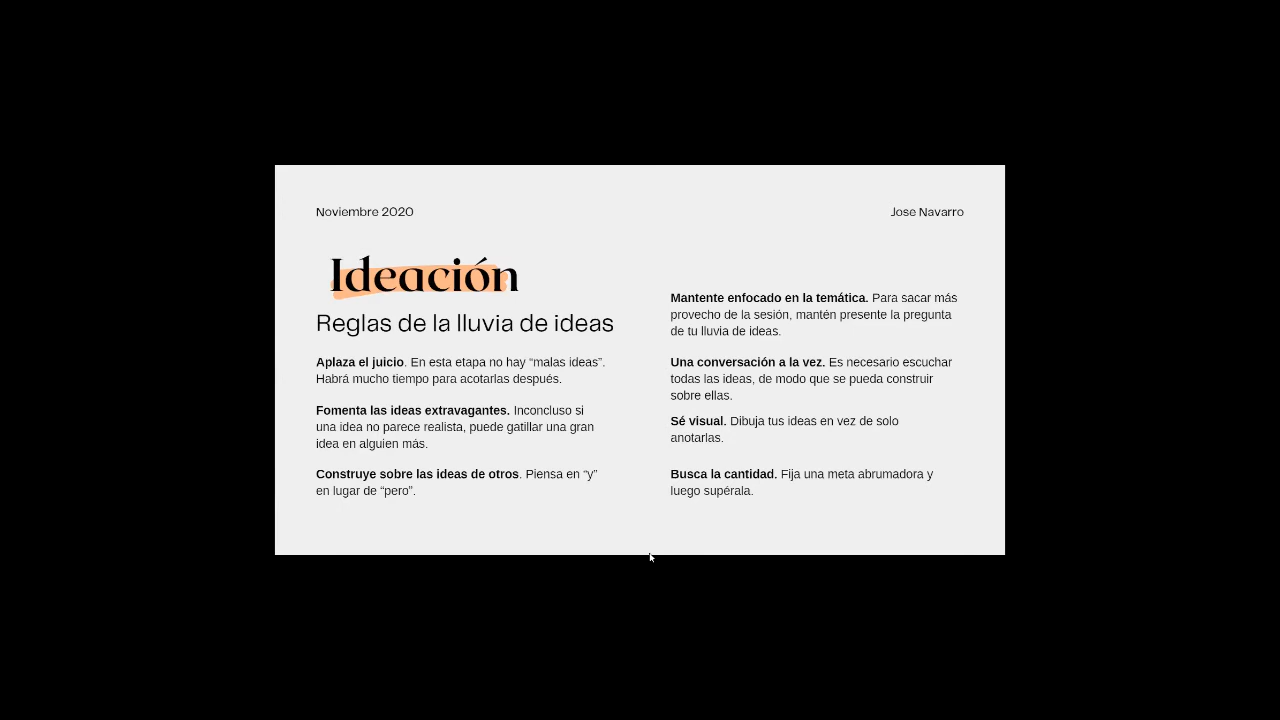 Noviembre 2020
Jose Navarro
Ideación
Reglas de la lluvia de ideas
Aplaza el juicio. En esta etapa no hay “malas ideas”.
Habrá mucho tiempo para acotarlas después.
Fomenta las ideas extravagantes. Inconcluso si
una idea no parece realista, puede gatillar una gran
idea en alguien más.
Construye sobre las ideas de otros. Piensa en “y”
en lugar de “pero”.
Mantente enfocado en la temática. Para sacar más
provecho de la sesión, mantén presente la pregunta
de tu lluvia de ideas.
Una conversación a la vez. Es necesario escuchar
todas las ideas, de modo que se pueda construir
sobre ellas.
Sé visual. Dibuja tus ideas en vez de solo
anotarlas.
Busca la cantidad. Fija una meta abrumadora y
luego supérala.